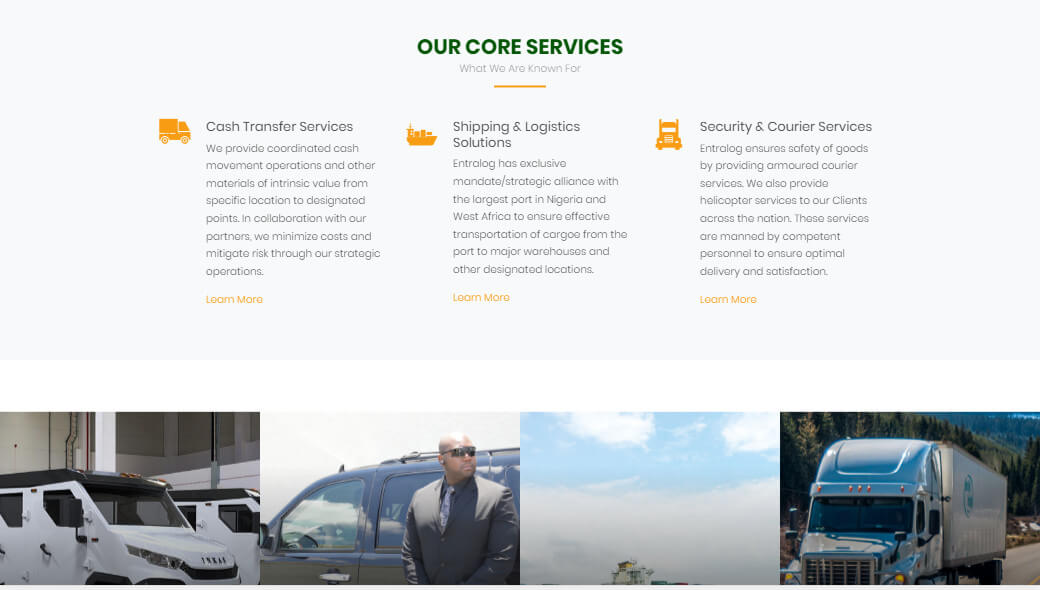 OUR CORE SERVICES
What We Are Known For
Cash Transfer Services
We provide coordinated cash
movement operations and other
materials of intrinsic value from
specific location to designated
points. In collaboration with our
partners, we minimize costs and
mitigate risk through our strategic
operations.
Learn More
Shipping & Logistics
Solutions
Entralog has exclusive
mandate/strategic alliance with
the largest port in Nigeria and
West Africa to ensure effective
transportation of cargoe from the
port to major warehouses and
other designated locations.
Learn More
Security & Courier Services
Entralog ensures safety of goods
by providing armoured courier
services. We also provide
helicopter services to our Clients
across the nation. These services
are manned by competent
personnel to ensure optimal
delivery and satisfaction.
Learn More
INKAS